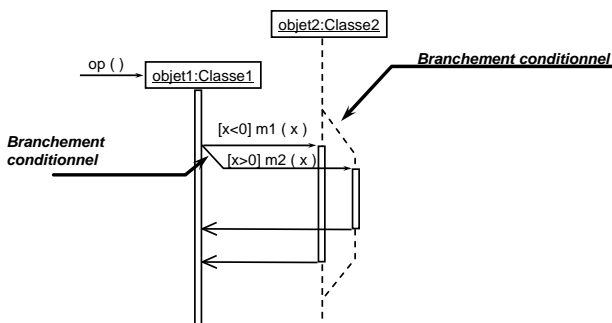 objet2:Classe2
Branchement conditionnel
op ( )
objet1:Classe1
[x<0] m1 ( x )
Branchement
conditionnel
[x>0] m2 ( x )